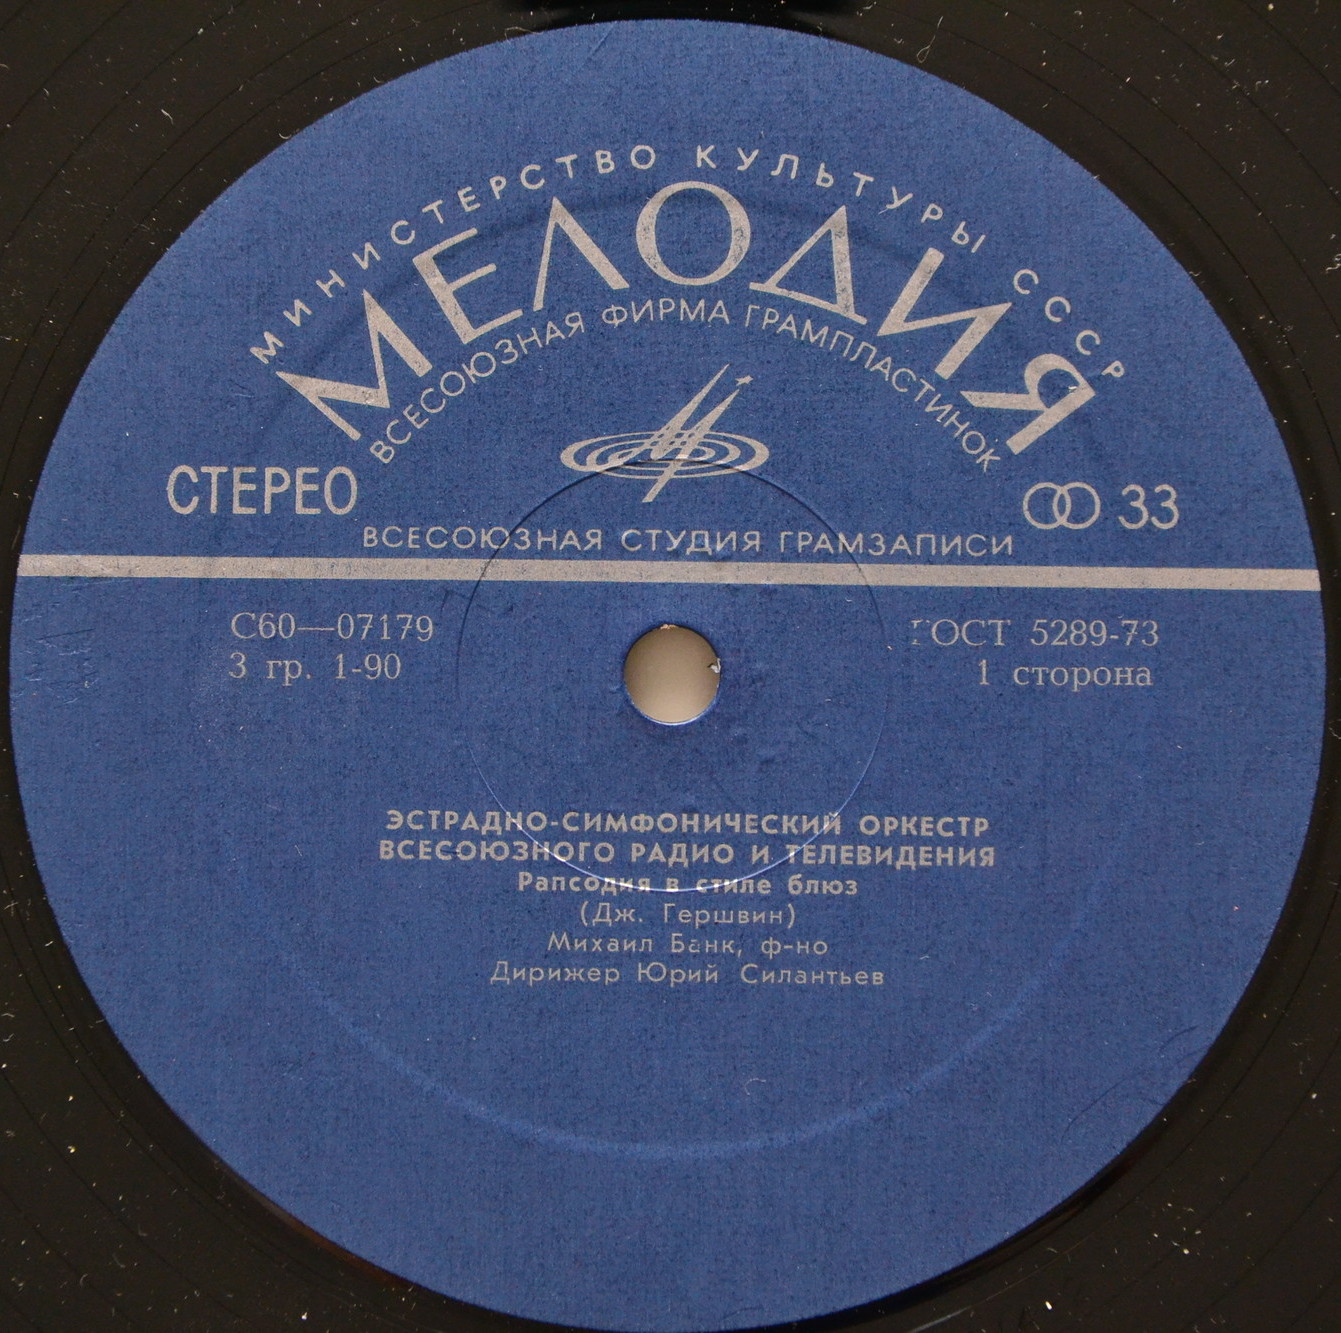 МИНИСТЕРСТВО КУЛЬТУРЫ СССР
МЕЛОДИЯ
ВСЕСОЮЗНАЯ ФИРМА ГРАМПЛАСТИНОК
СТЕРЕО
33
ВСЕСОЮЗНАЯ СТУДИЯ ГРАМЗАПИСИ
С60—07179
ГОСТ 5289-73
3 гр. 1-90
1 сторона
ЭСТРАДНО-СИМФОНИЧЕСКИЙ ОРКЕСТР
ВСЕСОЮЗНОГО РАДИО И ТЕЛЕВИДЕНИЯ
Рапсодия в стиле блюз
(Дж. Гершвин)
Михаил Банк, ф-но
Дирижер Юрий Силантьев